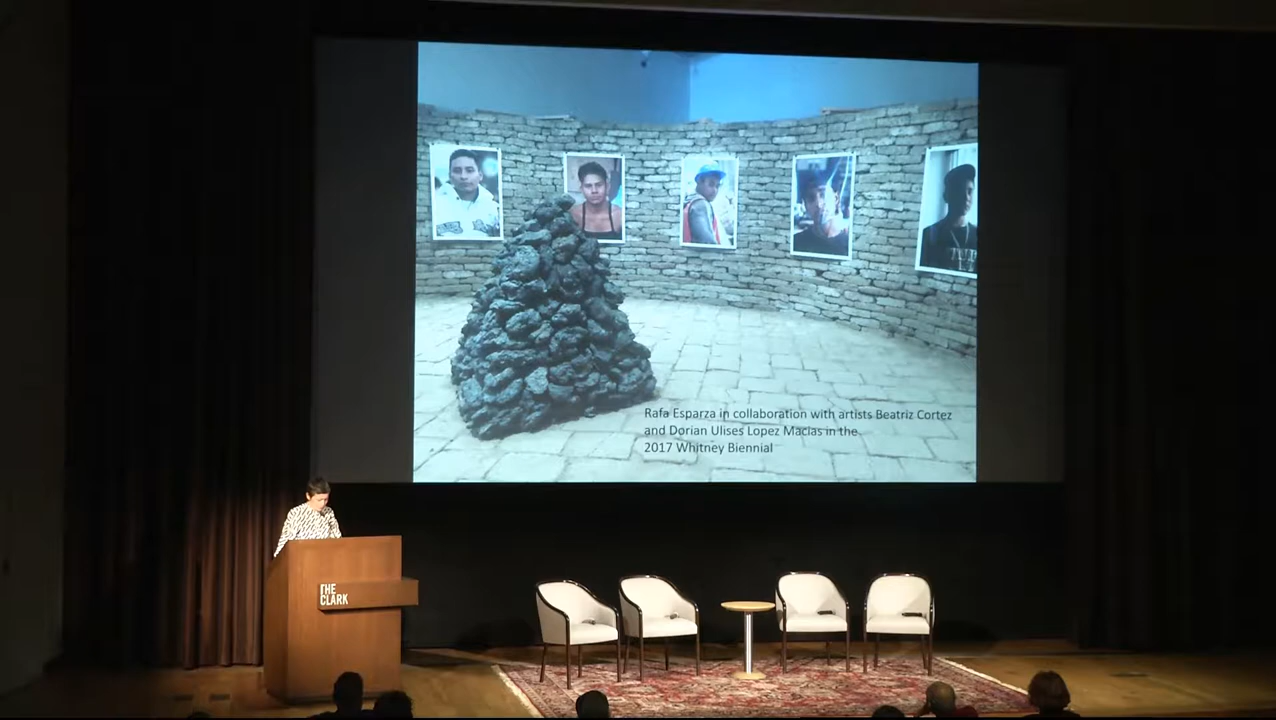 Rafa Esparza in collaboration with artists Beatriz Cortez
and Dorian Ulises Lopez Macias in the
2017 Whitney Biennial
THE
CLARK